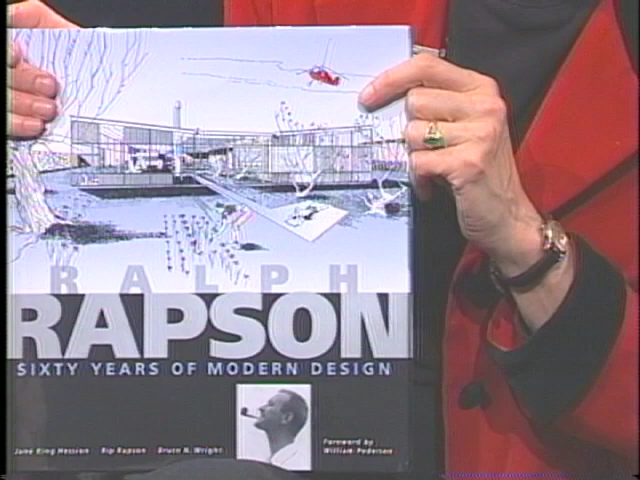 RALPH
RAPSON
SIXTY YEARS OF MODERN DESIGN
Jane King Hession Rip Rapson Bruce N. Wright
Foreword by
William Pedersen